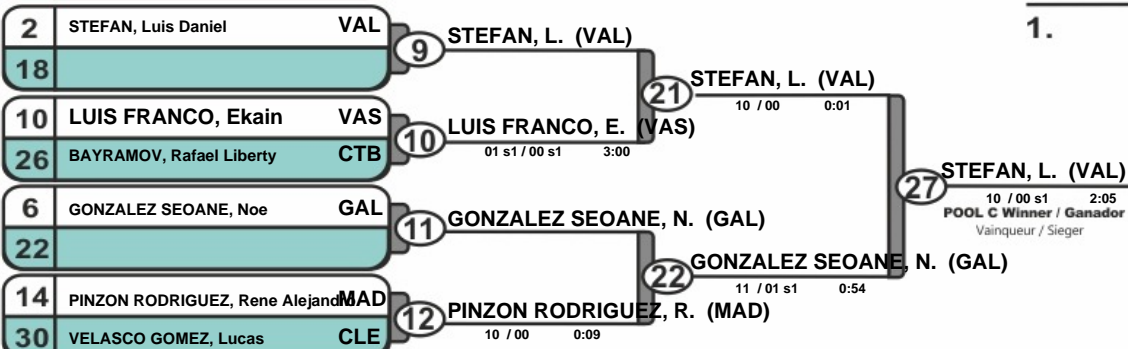 1.
2 STEFAN, Luis Daniel VAL
18
9 STEFAN, L. (VAL)
21 STEFAN, L. (VAL)
10 / 00 0:01
10 LUIS FRANCO, Ekain VAS
26 BAYRAMOV, Rafael Liberty CTB
10 LUIS FRANCO, E. (VAS)
01 s1 / 00 s1 3:00
27 STEFAN, L. (VAL)
10 / 00 s1 2:05
POOL C Winner / Ganador
Vainqueur / Sieger
6 GONZALEZ SEOANE, Noe GAL
22
11 GONZALEZ SEOANE, N. (GAL)
22 GONZALEZ SEOANE, N. (GAL)
11 / 01 s1 0:54
14 PINZON RODRIGUEZ, Rene Alejandro MAD
30 VELASCO GOMEZ, Lucas CLE
12 PINZON RODRIGUEZ, R. (MAD)
10 / 00 0:09